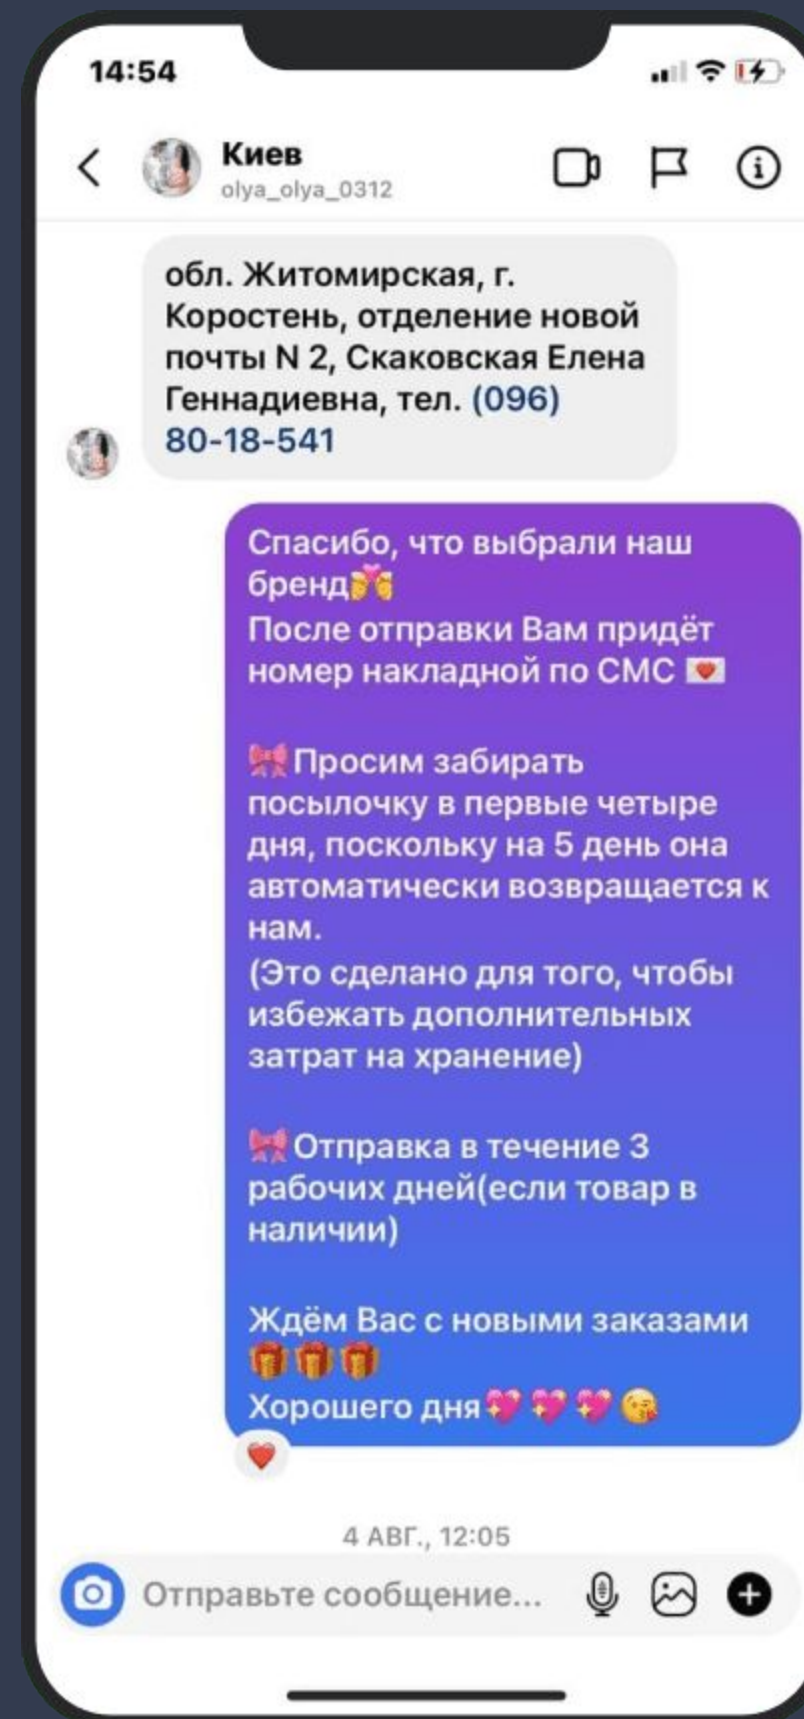 14:54
Киев
olya_olya_0312
обл. Житомирская, г.
Коростень, отделение новой
почты N 2, Скаковская Елена
Геннадиевна, тел. (096)
80-18-541
Спасибо, что выбрали наш
бренд
После отправки Вам придёт
номер накладной по СМС 💌
🎀Просим забирать
посылочку в первые четыре
дня, поскольку на 5 день она
автоматически возвращается к
нам.
(Это сделано для того, чтобы
избежать дополнительных
затрат на хранение)
🎀Отправка в течение 3
рабочих дней(если товар в
наличии)
Ждём Вас с новыми заказами
🎁🎁🎁
Хорошего дня💖💖💖😘
❤️
4 АВГ., 12:05
Отправьте сообщение...